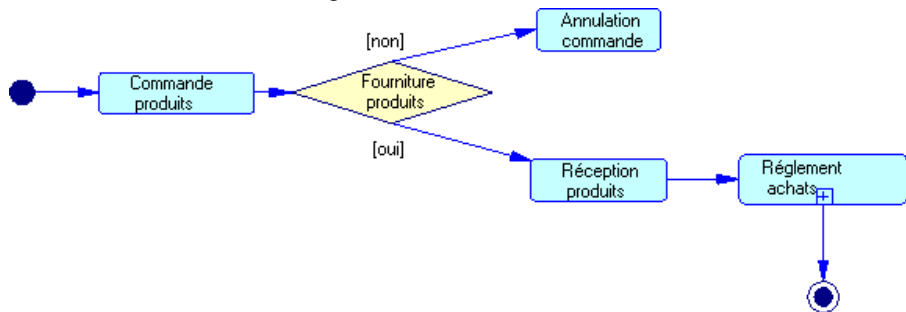 Annulation
commande
[non]
Commande
produits
Fourniture
produits
[oui]
Réception
produits
Réglement
achats